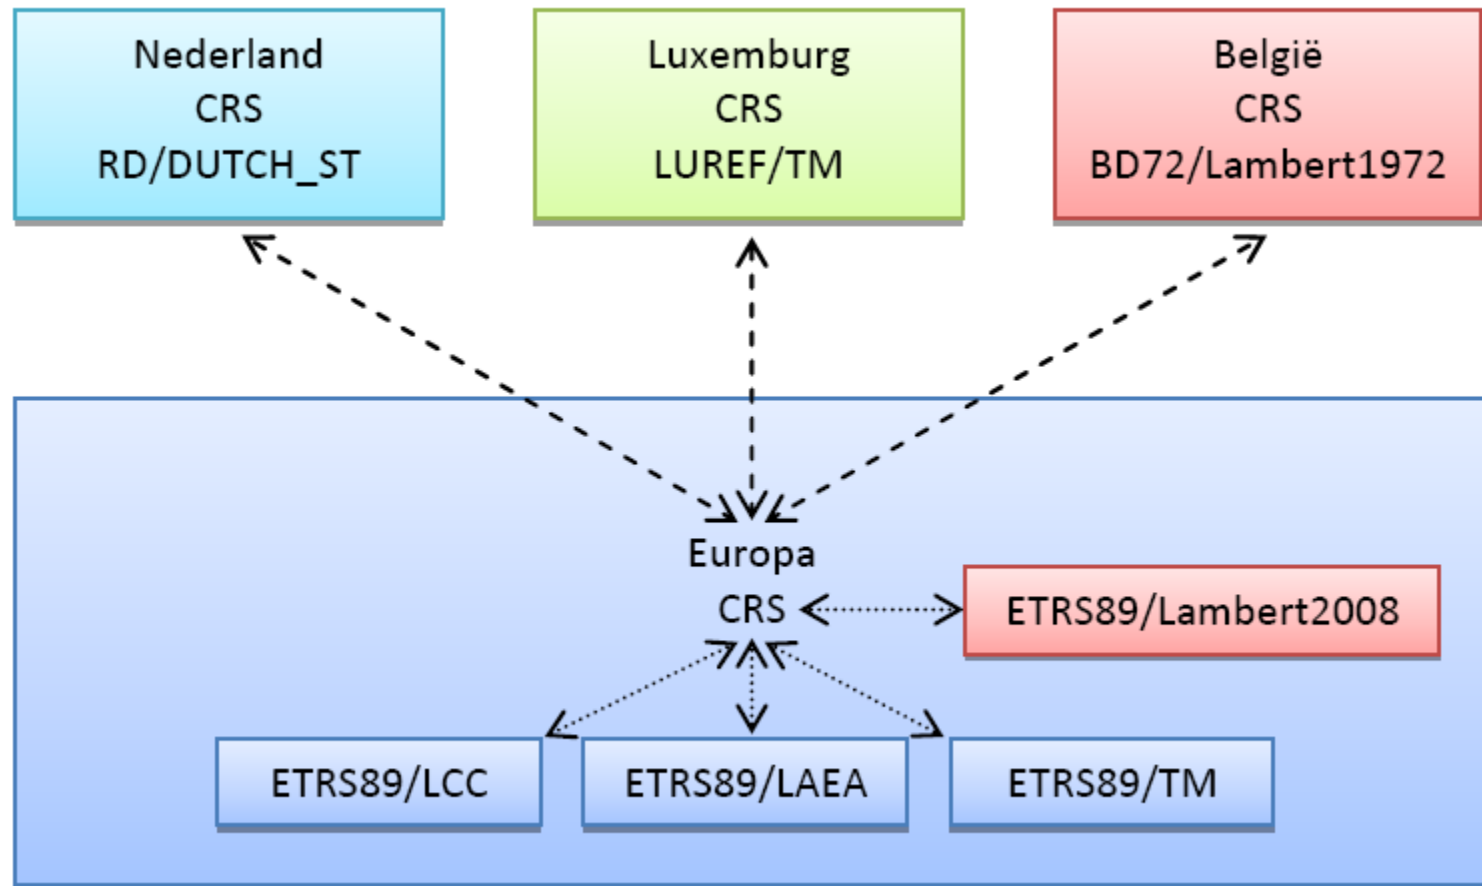 Nederland
CRS
RD/DUTCH_ST
Luxemburg
CRS
LUREF/TM
België
CRS
BD72/Lambert1972
Europa
CRS
ETRS89/Lambert2008
ETRS89/LCC
ETRS89/LAEA
ETRS89/TM